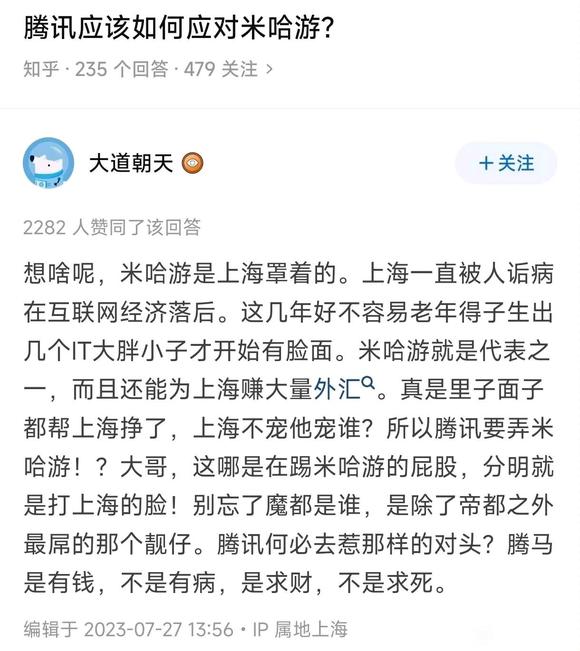 腾讯应该如何应对米哈游？
知乎 · 235 个回答 · 479 关注 >
大道朝天
+关注
2282 人赞同了该回答
想啥呢，米哈游是上海罩着的。上海一直被人诟病
在互联网经济落后。这几年好不容易老年得子生出
几个IT大胖小子才开始有脸面。米哈游就是代表之
一，而且还能为上海赚大量外汇。真是里子面子
都帮上海挣了，上海不宠他宠谁？所以腾讯要弄米
哈游！？大哥，这哪是在踢米哈游的屁股，分明就
是打上海的脸！别忘了魔都是谁，是除了帝都之外
最屌的那个靓仔。腾讯何必去惹那样的对头？腾马
是有钱，不是有病，是求财，不是求死。
编辑于 2023-07-27 13:56 · IP 属地上海